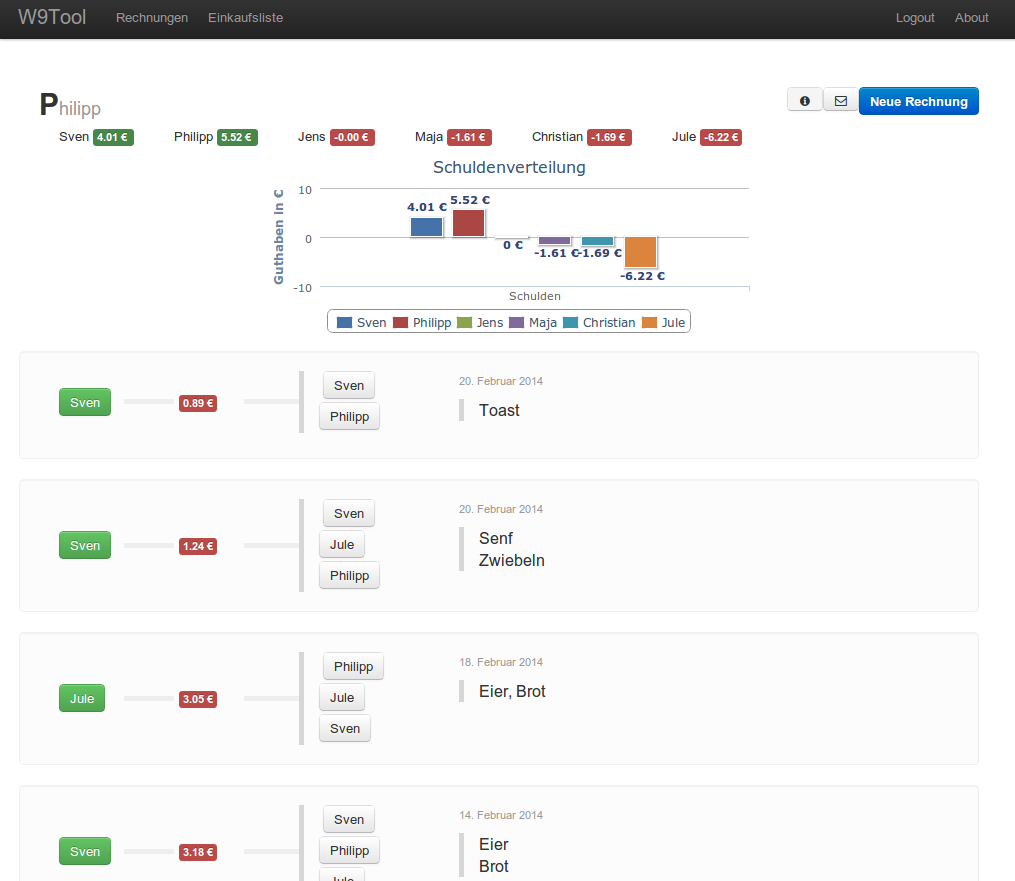 W9Tool Rechnungen Einkaufsliste Logout About
Philipp
Neue Rechnung
Sven 4.01 € Philipp 5.52 € Jens -0.00 € Maja -1.61 € Christian -1.69 € Jule -6.22 €
Schuldenverteilung
Guthaben in €
10
0
-10
4.01 €
5.52 €
0 €
-1.61 €
-1.69 €
-6.22 €
Schulden
Sven Philipp Jens Maja Christian Jule
Sven
0.89 €
Sven
Philipp
20. Februar 2014
Toast
Sven
1.24 €
Sven
Jule
Philipp
20. Februar 2014
Senf
Zwiebeln
Jule
3.05 €
Philipp
Jule
Sven
18. Februar 2014
Eier, Brot
Sven
3.18 €
Sven
Philipp
Jule
14. Februar 2014
Eier
Brot